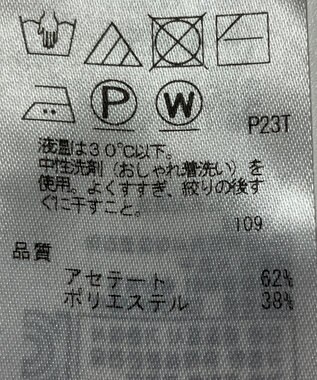 P W P23T
液温は30℃以下。
中性洗剤（おしゃれ着洗い）を
使用。よくすすぎ、絞りの後す
ぐに干すこと。
109
品質
アセテート 62%
ポリエステル 38%